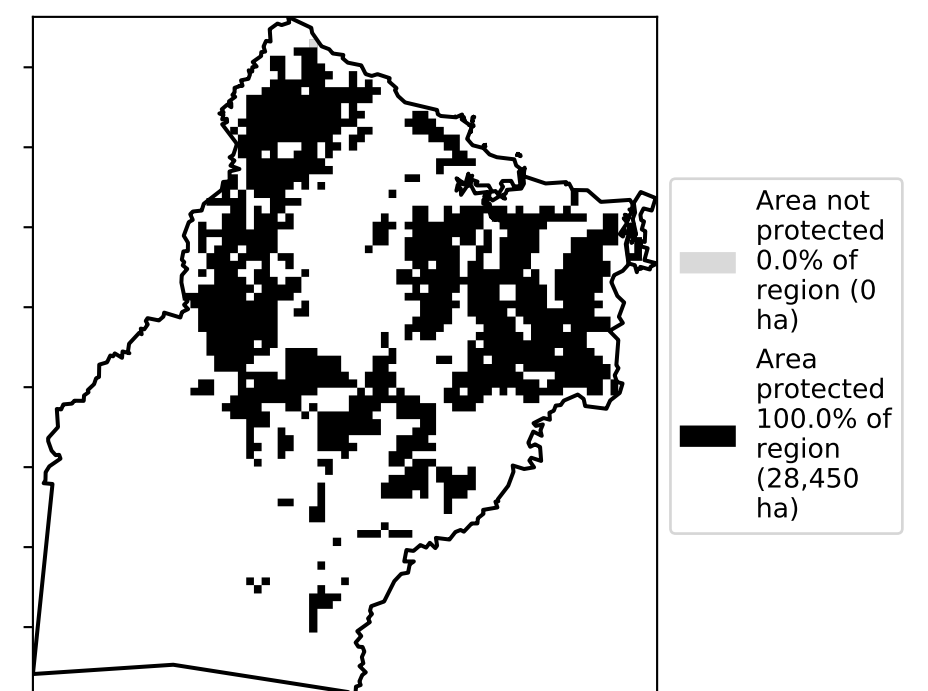 Area not
protected
0.0% of
region (0
ha)
Area
protected
100.0% of
region
(28,450
ha)